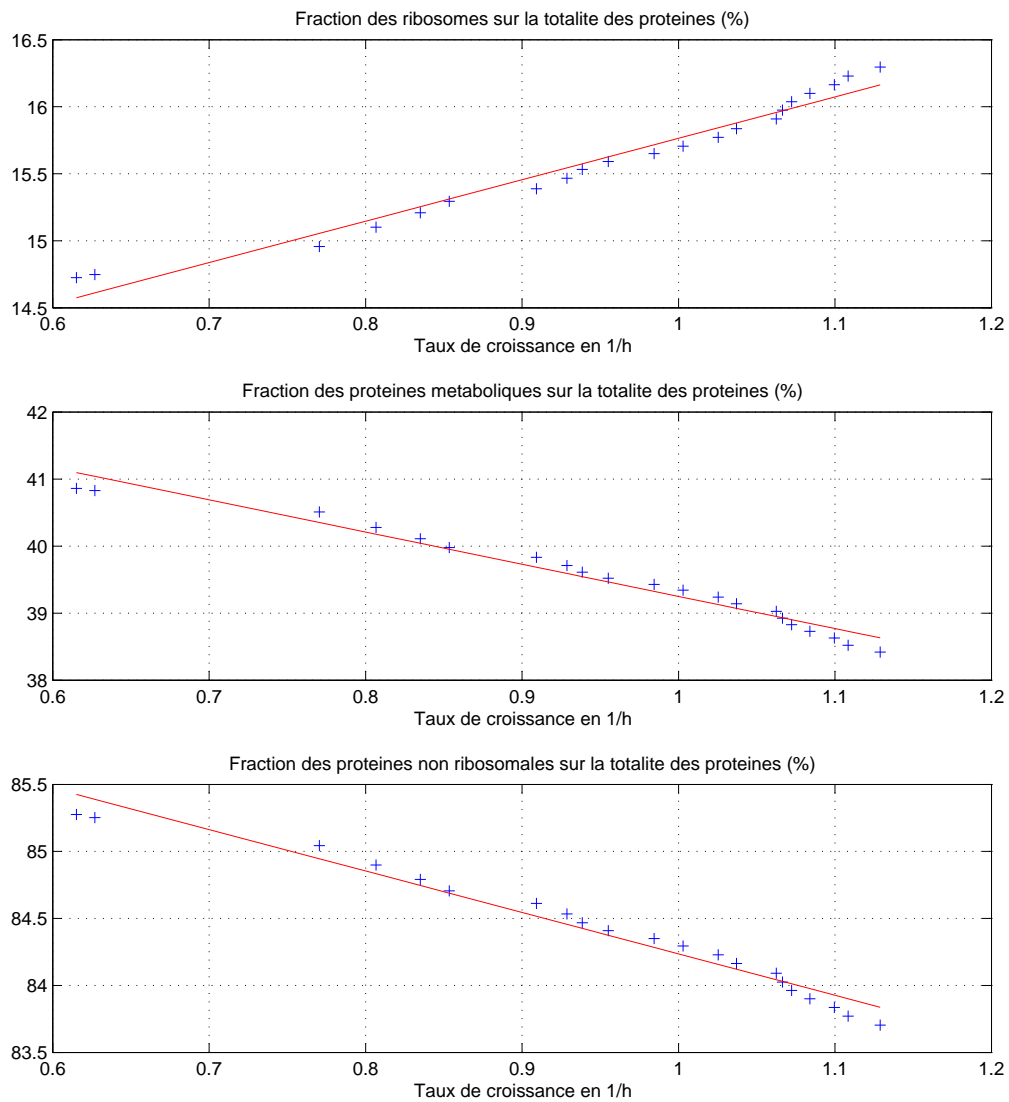 Fraction des ribosomes sur la totalite des proteines (%)
16.5
16
15.5
15
14.5
0.6 0.7 0.8 0.9 1 1.1 1.2
Taux de croissance en 1/h
Fraction des proteines metaboliques sur la totalite des proteines (%)
42
41
40
39
38
0.6 0.7 0.8 0.9 1 1.1 1.2
Taux de croissance en 1/h
Fraction des proteines non ribosomales sur la totalite des proteines (%)
85.5
85
84.5
84
83.5
0.6 0.7 0.8 0.9 1 1.1 1.2
Taux de croissance en 1/h